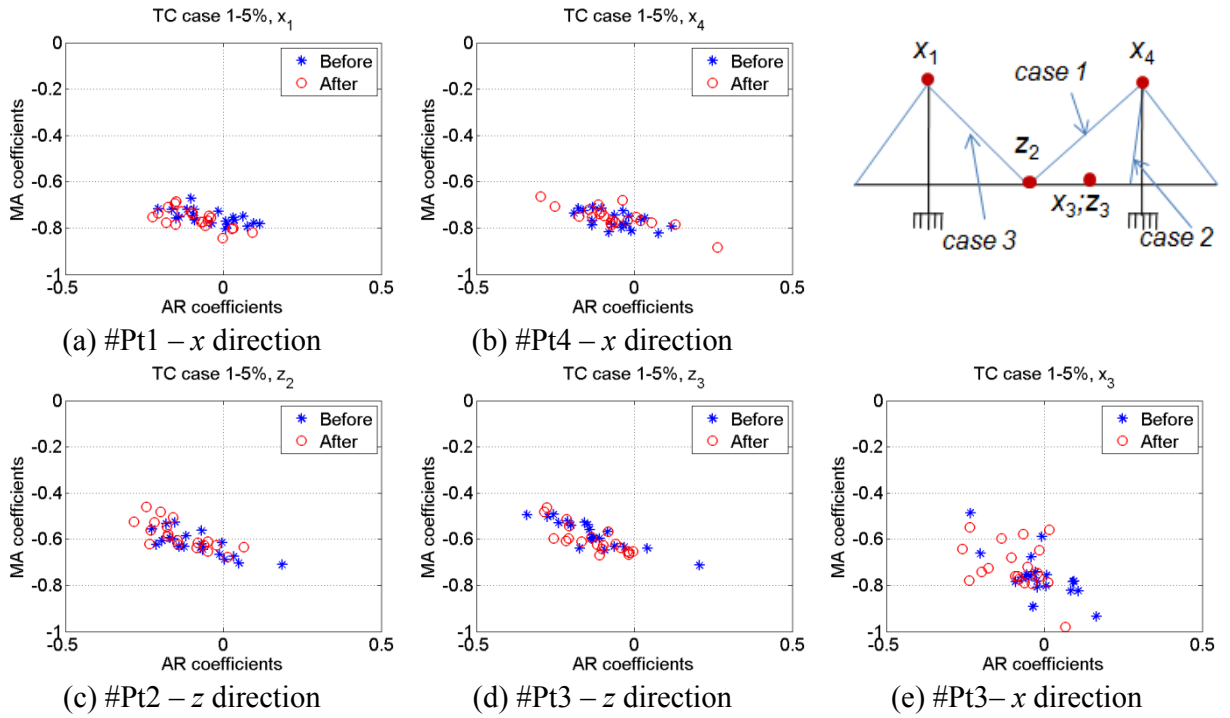 TC case 1-5%, x1
0
-0.2
-0.4
-0.6
-0.8
-1
MA coefficients
Before
After
-0.5 0 0.5
AR coefficients
(a) #Pt1 – x direction
TC case 1-5%, x4
0
-0.2
-0.4
-0.6
-0.8
-1
MA coefficients
Before
After
-0.5 0 0.5
AR coefficients
(b) #Pt4 – x direction
x1
x4
case 1
z2
x3;z3
case 3
case 2
TC case 1-5%, z2
0
-0.2
-0.4
-0.6
-0.8
-1
MA coefficients
Before
After
-0.5 0 0.5
AR coefficients
(c) #Pt2 – z direction
TC case 1-5%, z3
0
-0.2
-0.4
-0.6
-0.8
-1
MA coefficients
Before
After
-0.5 0 0.5
AR coefficients
(d) #Pt3 – z direction
TC case 1-5%, x3
0
-0.2
-0.4
-0.6
-0.8
-1
MA coefficients
Before
After
-0.5 0 0.5
AR coefficients
(e) #Pt3– x direction